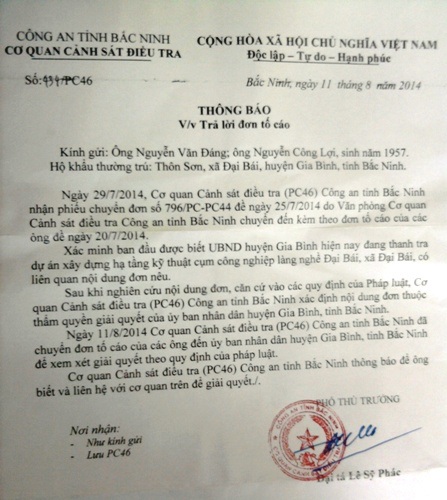 CÔNG AN TỈNH BẮC NINH
CƠ QUAN CẢNH SÁT ĐIỀU TRA
CỘNG HÒA XÃ HỘI CHỦ NGHĨA VIỆT NAM
Độc lập – Tự do – Hạnh phúc
Số: /PC46
Bắc Ninh, ngày 11 tháng 8 năm 2014
THÔNG BÁO
V/v Trả lời đơn tố cáo
Kính gửi: Ông Nguyễn Văn Đảng; ông Nguyễn Công Lợi, sinh năm 1957.
Hộ khẩu thường trú: Thôn Sơn, xã Đại Bái, huyện Gia Bình, tỉnh Bắc Ninh.
Ngày 29/7/2014, Cơ quan Cảnh sát điều tra (PC46) Công an tỉnh Bắc Ninh
nhận phiếu chuyển đơn số 796/PC-PC44 đề ngày 25/7/2014 do Văn phòng Cơ quan
Cảnh sát điều tra Công an tỉnh Bắc Ninh chuyển đến kèm theo đơn tố cáo của các
ông đề ngày 20/7/2014.
Xác minh ban đầu được biết UBND huyện Gia Bình hiện nay đang thanh tra
dự án xây dựng hạ tầng kỹ thuật cụm công nghiệp làng nghề Đại Bái, xã Đại Bái, có
liên quan nội dung đơn nêu.
Sau khi nghiên cứu nội dung đơn, căn cứ vào các quy định của Pháp luật, Cơ
quan Cảnh sát điều tra (PC46) Công an tỉnh Bắc Ninh xác định nội dung đơn thuộc
thẩm quyền giải quyết của ủy ban nhân dân huyện Gia Bình, tỉnh Bắc Ninh.
Ngày 11/8/2014 Cơ quan Cảnh sát điều tra (PC46) Công an tỉnh Bắc Ninh đã
chuyển đơn tố cáo của các ông đến ủy ban nhân dân huyện Gia Bình, tỉnh Bắc Ninh
để xem xét giải quyết theo quy định của pháp luật.
Cơ quan Cảnh sát điều tra (PC46) Công an tỉnh Bắc Ninh thông báo để ông
biết và liên hệ với cơ quan trên để giải quyết./.
PHÓ THỦ TRƯỞNG
Nơi nhận:
- Như kính gửi
- Lưu PC46
CÔNG AN TỈNH BẮC NINH
Đại tá Lê Sỹ Phác